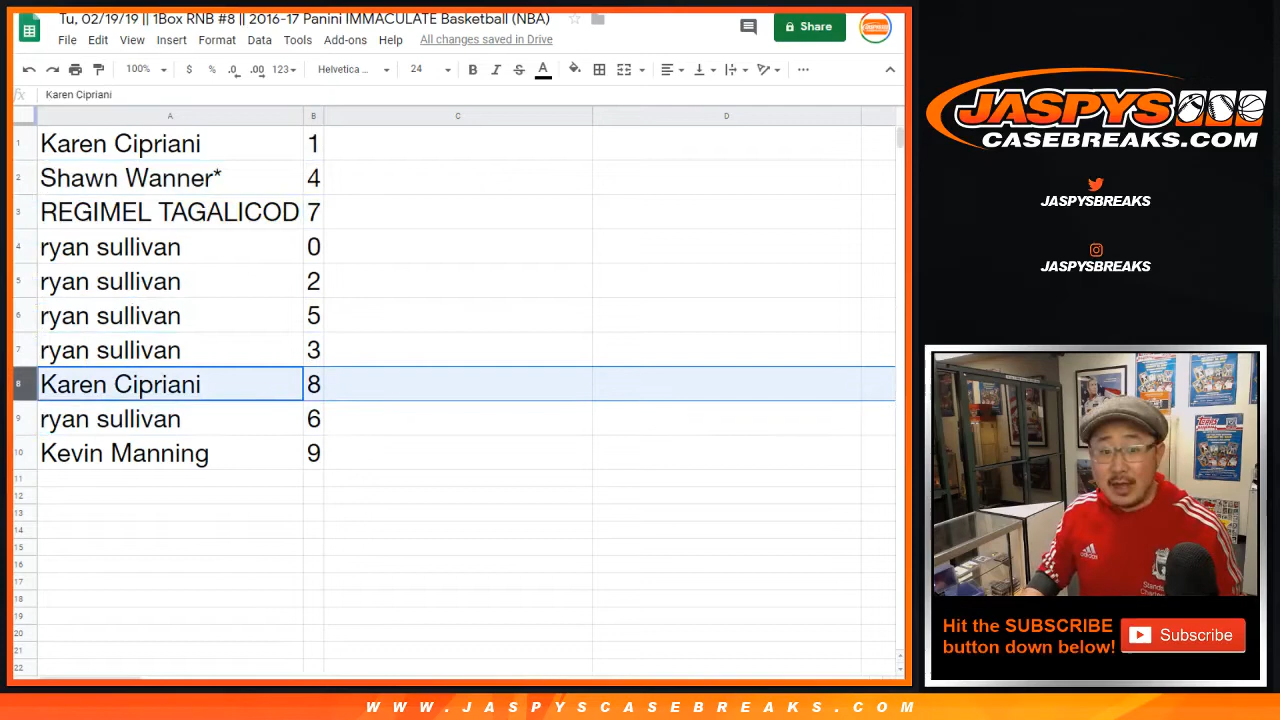 Tu, 02/19/19 || 1Box RNB #8 || 2016-17 Panini IMMACULATE Basketball (NBA)
Share
File Edit View Insert Format Data Tools Add-ons Help All changes saved in Drive
100% $ % .0 .00 123 Helvetica ... 24 B I S A
fx Karen Cipriani
A B C D
1 Karen Cipriani 1
2 Shawn Wanner* 4
3 REGIMEL TAGALICOD 7
4 ryan sullivan 0
5 ryan sullivan 2
6 ryan sullivan 5
7 ryan sullivan 3
8 Karen Cipriani 8
9 ryan sullivan 6
10 Kevin Manning 9
11
12
13
14
15
16
17
18
19
20
21
22
JASPYS
CASEBREAKS.COM
JASPYSBREAKS
JASPYSBREAKS
Hit the SUBSCRIBE
button down below!
Subscribe
WWW.JASPYSCASEBREAKS.COM